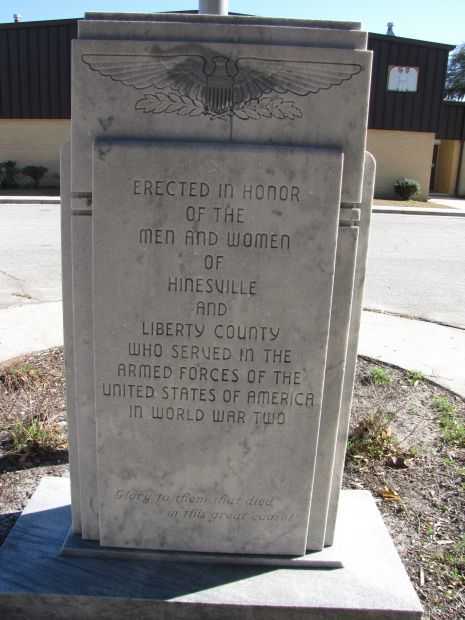 ERECTED IN HONOR
OF THE
MEN AND WOMEN
OF
HINESVILLE
AND
LIBERTY COUNTY
WHO SERVED IN THE
ARMED FORCES OF THE
UNITED STATES OF AMERICA
IN WORLD WAR TWO
Glory to them that died
in this great cause!